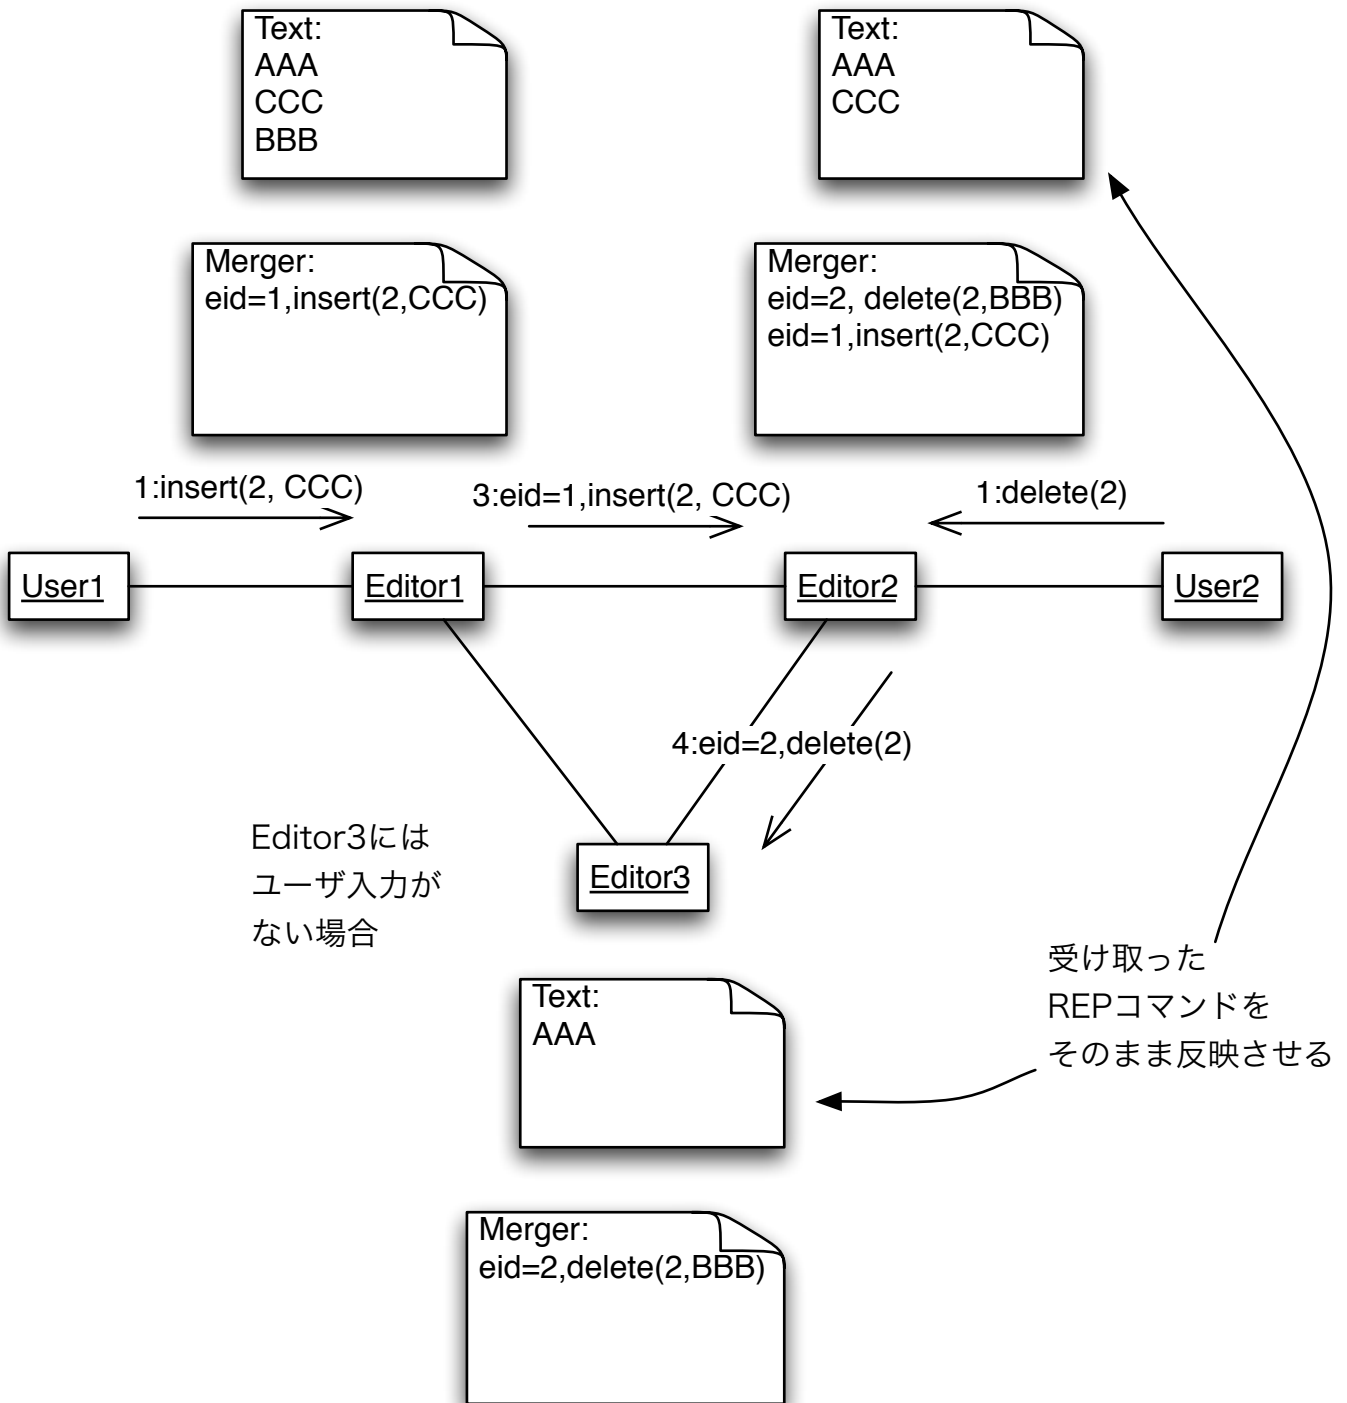 Text:
AAA
CCC
BBB
Text:
AAA
CCC
Merger:
eid=1,insert(2,CCC)
Merger:
eid=2, delete(2,BBB)
eid=1,insert(2,CCC)
1:insert(2, CCC)
3:eid=1,insert(2, CCC)
1:delete(2)
User1
Editor1
Editor2
User2
4:eid=2,delete(2)
Editor3には
ユーザ入力が
ない場合
Editor3
受け取った
REPコマンドを
そのまま反映させる
Text:
AAA
Merger:
eid=2,delete(2,BBB)